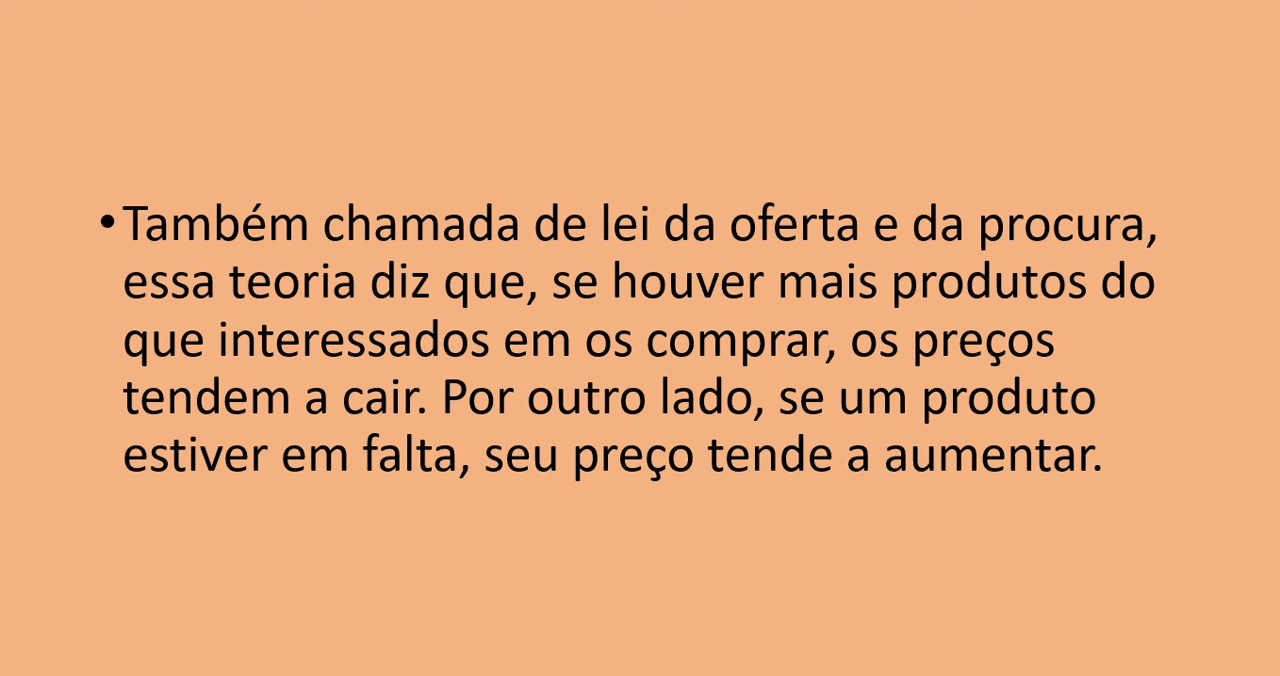 •Também chamada de lei da oferta e da procura,
essa teoria diz que, se houver mais produtos do
que interessados em os comprar, os preços
tendem a cair. Por outro lado, se um produto
estiver em falta, seu preço tende a aumentar.